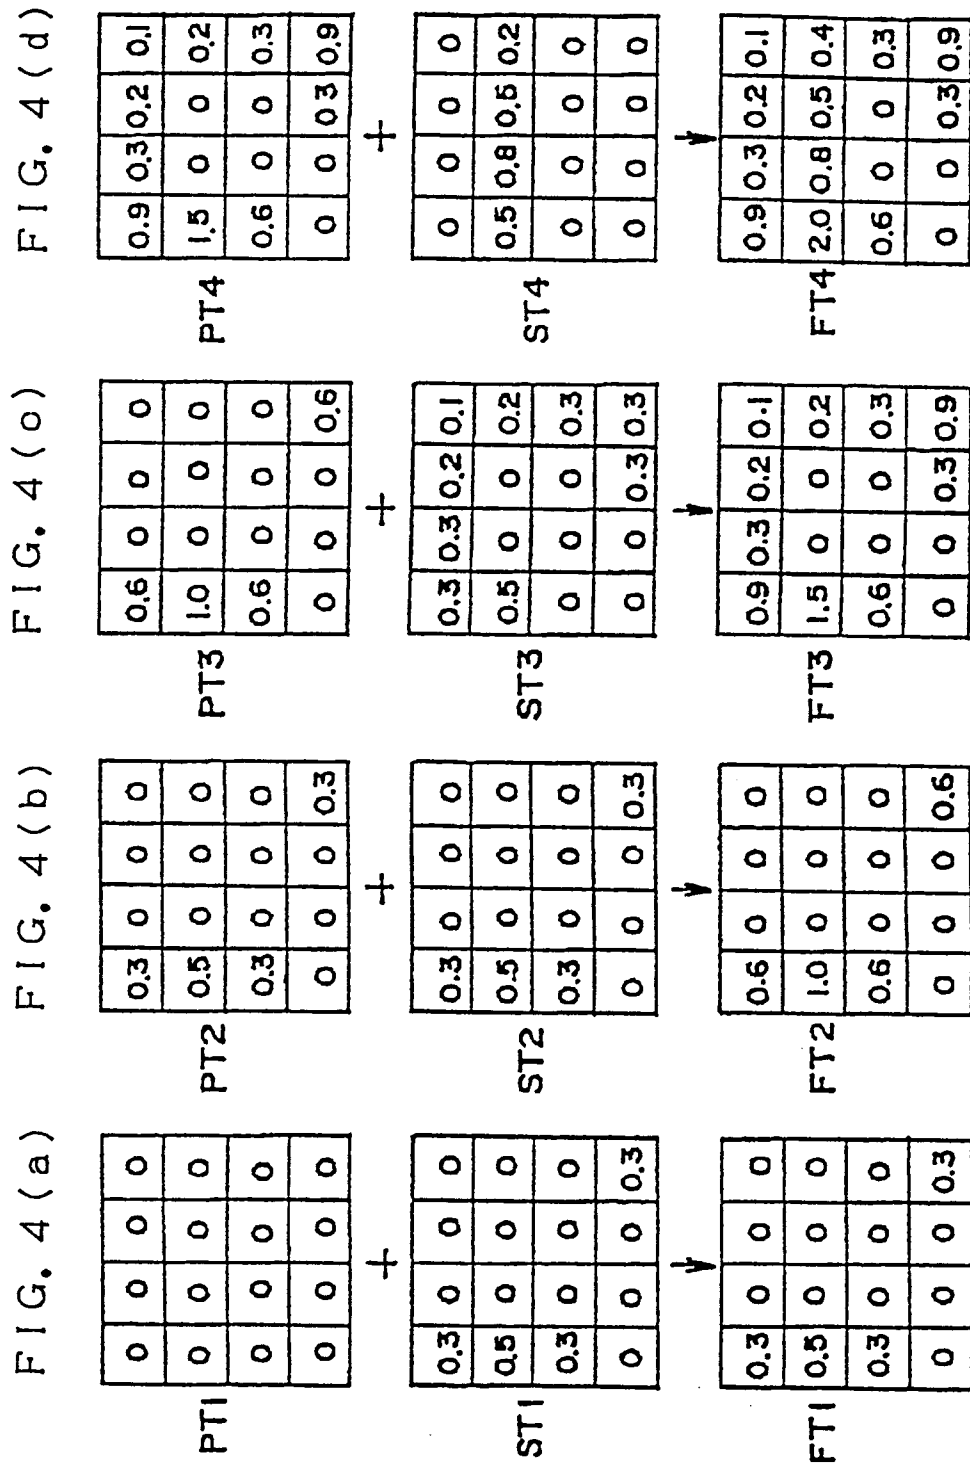 FIG. 4(a)
PT1
0 0 0 0
0 0 0 0
0 0 0 0
0 0 0 0
+
ST1
0.3 0 0 0
0.5 0 0 0
0.3 0 0 0
0 0 0 0.3
FT1
0.3 0 0 0
0.5 0 0 0
0.3 0 0 0
0 0 0 0.3
FIG. 4(b)
PT2
0.3 0 0 0
0.5 0 0 0
0.3 0 0 0
0 0 0 0.3
+
ST2
0.3 0 0 0
0.5 0 0 0
0.3 0 0 0
0 0 0 0.3
FT2
0.6 0 0 0
1.0 0 0 0
0.6 0 0 0
0 0 0 0.6
FIG. 4(o)
PT3
0.6 0 0 0
1.0 0 0 0
0.6 0 0 0
0 0 0 0.6
+
ST3
0.3 0.3 0.2 0.1
0.5 0 0 0.2
0 0 0 0.3
0 0 0.3 0.3
FT3
0.9 0.3 0.2 0.1
1.5 0 0 0.2
0.6 0 0 0.3
0 0 0.3 0.9
FIG. 4(d)
PT4
0.9 0.3 0.2 0.1
1.5 0 0 0.2
0.6 0 0 0.3
0 0 0.3 0.9
+
ST4
0 0 0 0
0.5 0.8 0.5 0.2
0 0 0 0
0 0 0 0
FT4
0.9 0.3 0.2 0.1
2.0 0.8 0.5 0.4
0.6 0 0 0.3
0 0 0.3 0.9